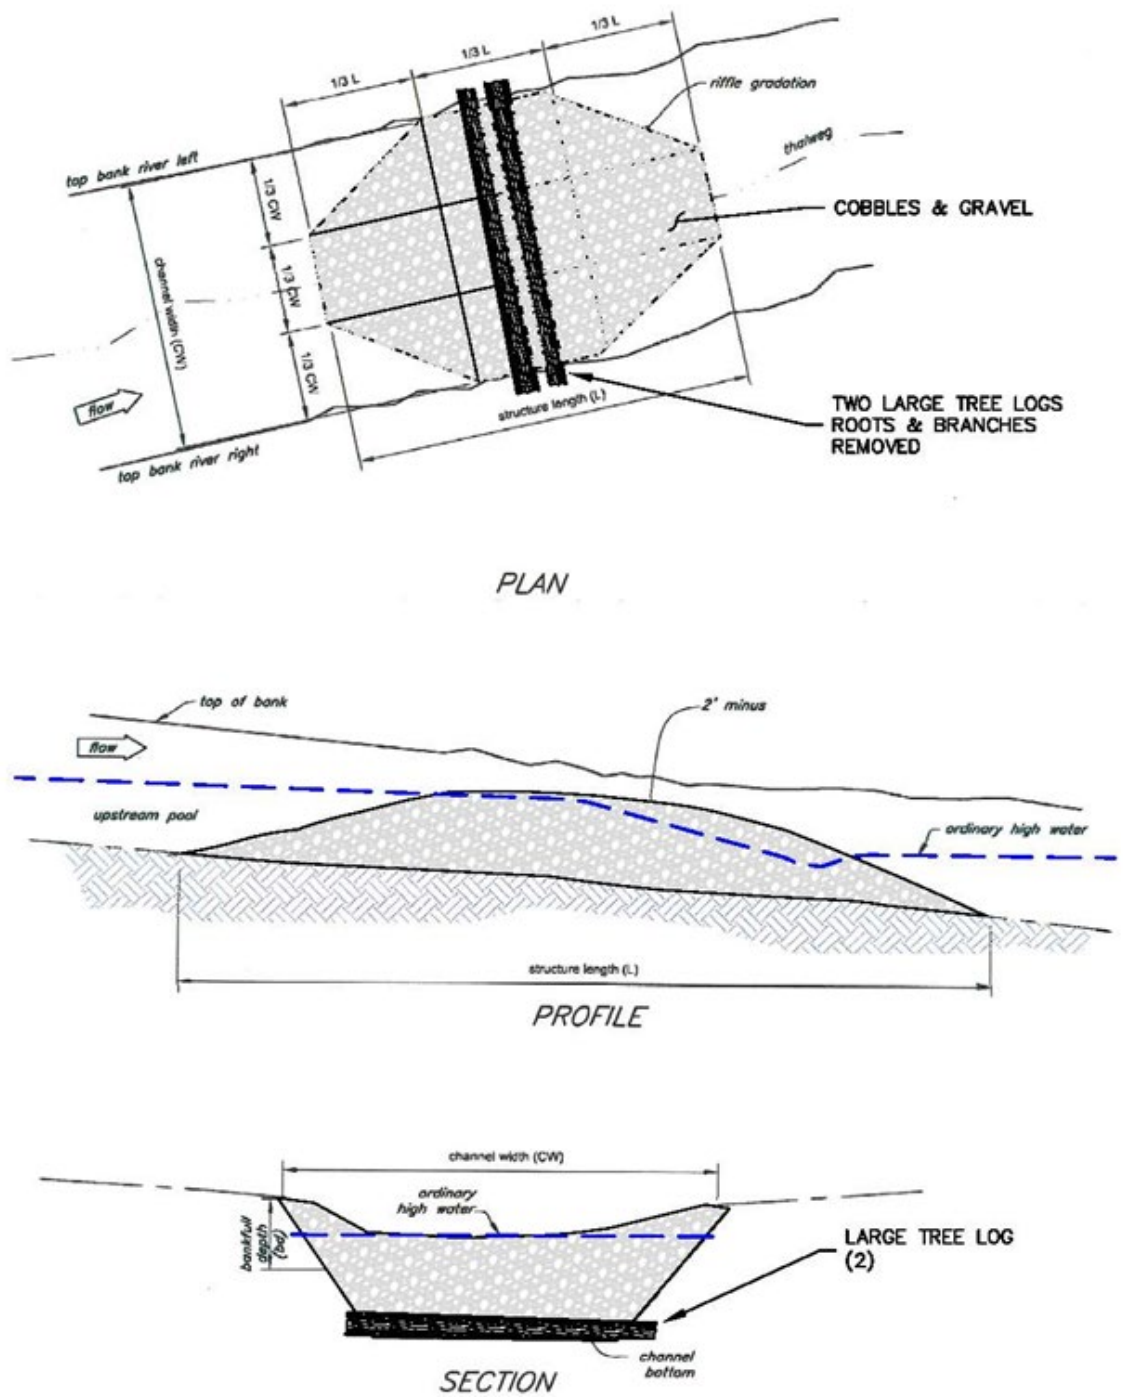 1/3 L
1/3 L
1/3 L
riffle gradation
thalweg
top bank river left
1/3 CW
COBBLES & GRAVEL
channel width (CW)
1/3 CW
1/3 CW
flow
structure length (L)
TWO LARGE TREE LOGS
ROOTS & BRANCHES
REMOVED
top bank river right
PLAN
top of bank
2' minus
flow
upstream pool
ordinary high water
structure length (L)
PROFILE
channel width (CW)
ordinary
high water
bankfull
depth
(bd)
LARGE TREE LOG
(2)
channel
bottom
SECTION